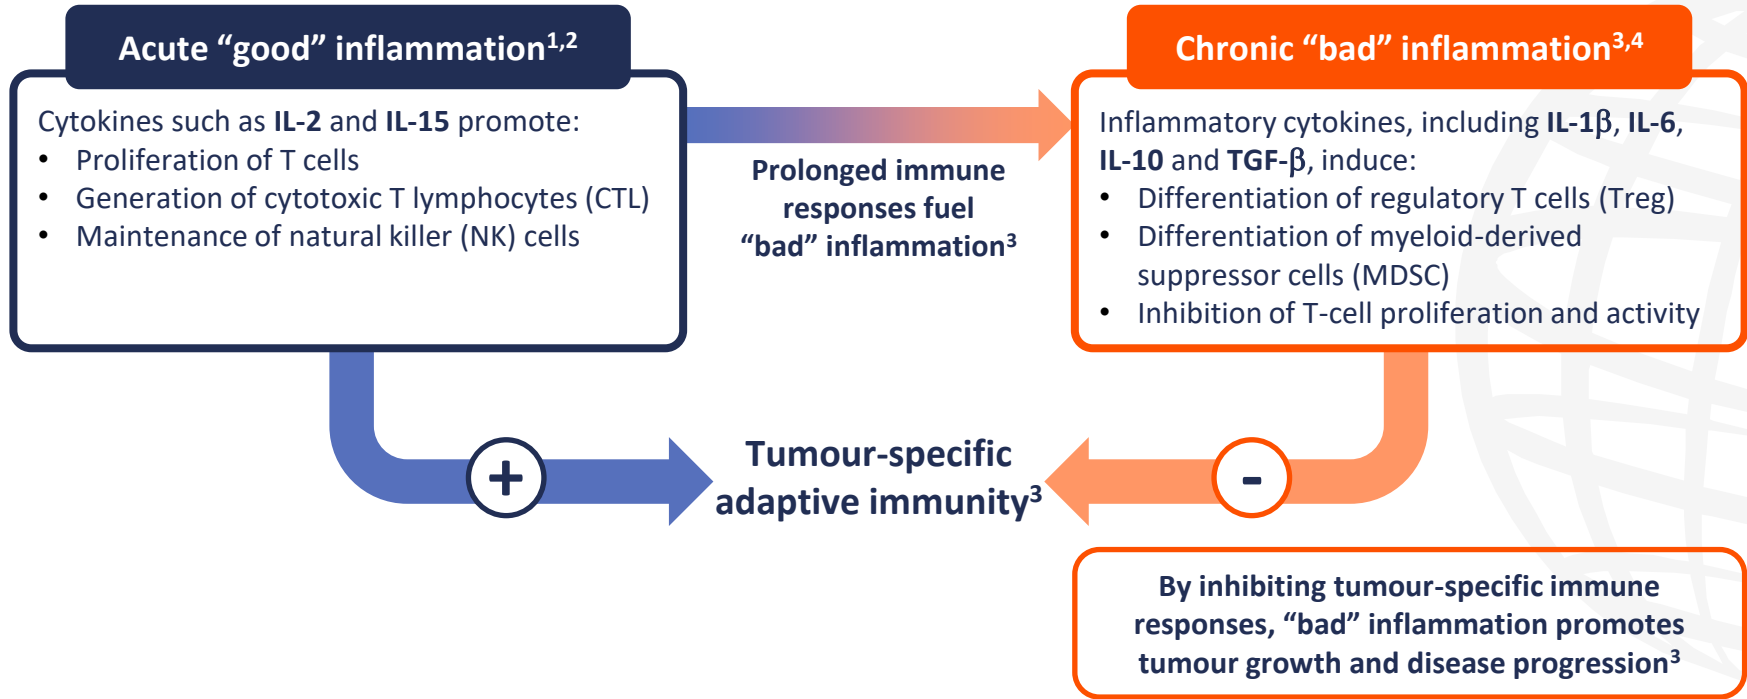 Acute “good” inflammation1,2
Cytokines such as IL-2 and IL-15 promote:
• Proliferation of T cells
• Generation of cytotoxic T lymphocytes (CTL)
• Maintenance of natural killer (NK) cells
Prolonged immune
responses fuel
“bad” inflammation3
Chronic “bad” inflammation3,4
Inflammatory cytokines, including IL-1β, IL-6,
IL-10 and TGF-β, induce:
• Differentiation of regulatory T cells (Treg)
• Differentiation of myeloid-derived
suppressor cells (MDSC)
• Inhibition of T-cell proliferation and activity
+
Tumour-specific
adaptive immunity3
-
By inhibiting tumour-specific immune
responses, “bad” inflammation promotes
tumour growth and disease progression3